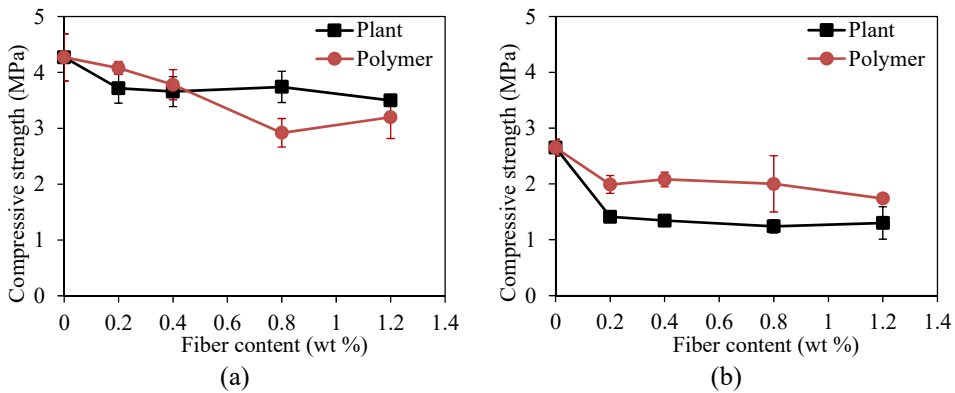 5
4
3
2
1
0
Compressive strength (MPa)
Plant
Polymer
0 0.2 0.4 0.6 0.8 1 1.2 1.4
Fiber content (wt %)
(a)
5
4
3
2
1
0
Compressive strength (MPa)
Plant
Polymer
0 0.2 0.4 0.6 0.8 1 1.2 1.4
Fiber content (wt %)
(b)